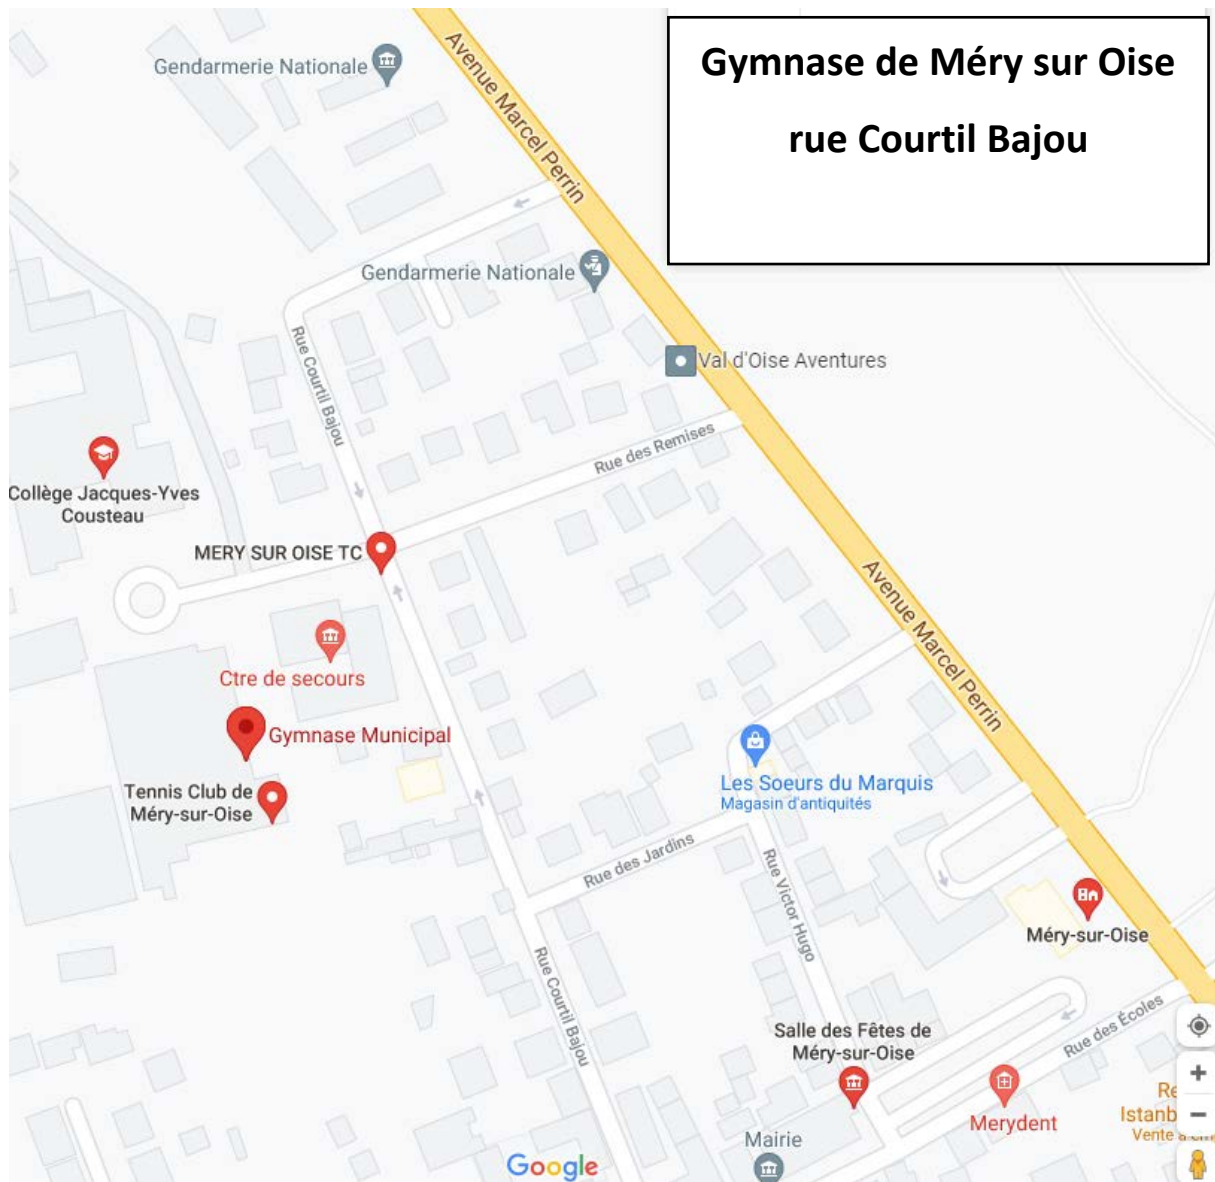 Gymnase de Méry sur Oise
rue Courtil Bajou
Avenue Marcel Perrin
Gendarmerie Nationale
Gendarmerie Nationale
Val d'Oise Aventures
Rue Courtil Bajou
Rue des Remises
Collège Jacques-Yves
Cousteau
MERY SUR OISE TC
Avenue Marcel Perrin
Ctre de secours
Gymnase Municipal
Tennis Club de
Méry-sur-Oise
Les Soeurs du Marquis
Magasin d'antiquités
Rue des Jardins
Rue Victor Hugo
Méry-sur-Oise
Rue Courtil Bajou
Salle des Fêtes de
Méry-sur-Oise
Rue des Écoles
Merydent
Istanb
Vente à
Mairie
Google